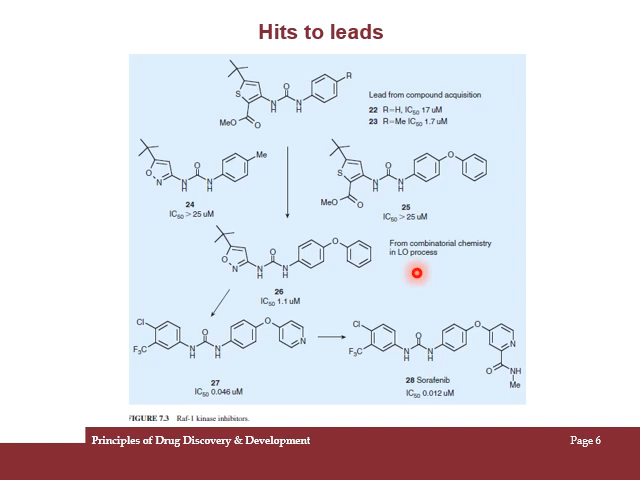 Hits to leads
R
S
O
N
H
N
H
MeO
O
Lead from compound acquisition
22 R=H, IC50 17 uM
23 R=Me IC50 1.7 uM
O
N
N
H
O
N
H
Me
24
IC50 > 25 uM
S
MeO
O
N
H
O
N
H
O
25
IC50 > 25 uM
O
N
N
H
O
N
H
O
26
IC50 1.1 uM
From combinatorial chemistry
in LO process
Cl
F3C
N
H
O
N
H
O
N
27
IC50 0.046 uM
Cl
F3C
N
H
O
N
H
O
N
O
NH
Me
28 Sorafenib
IC50 0.012 uM
FIGURE 7.3 Raf-1 kinase inhibitors.
Principles of Drug Discovery & Development
Page 6